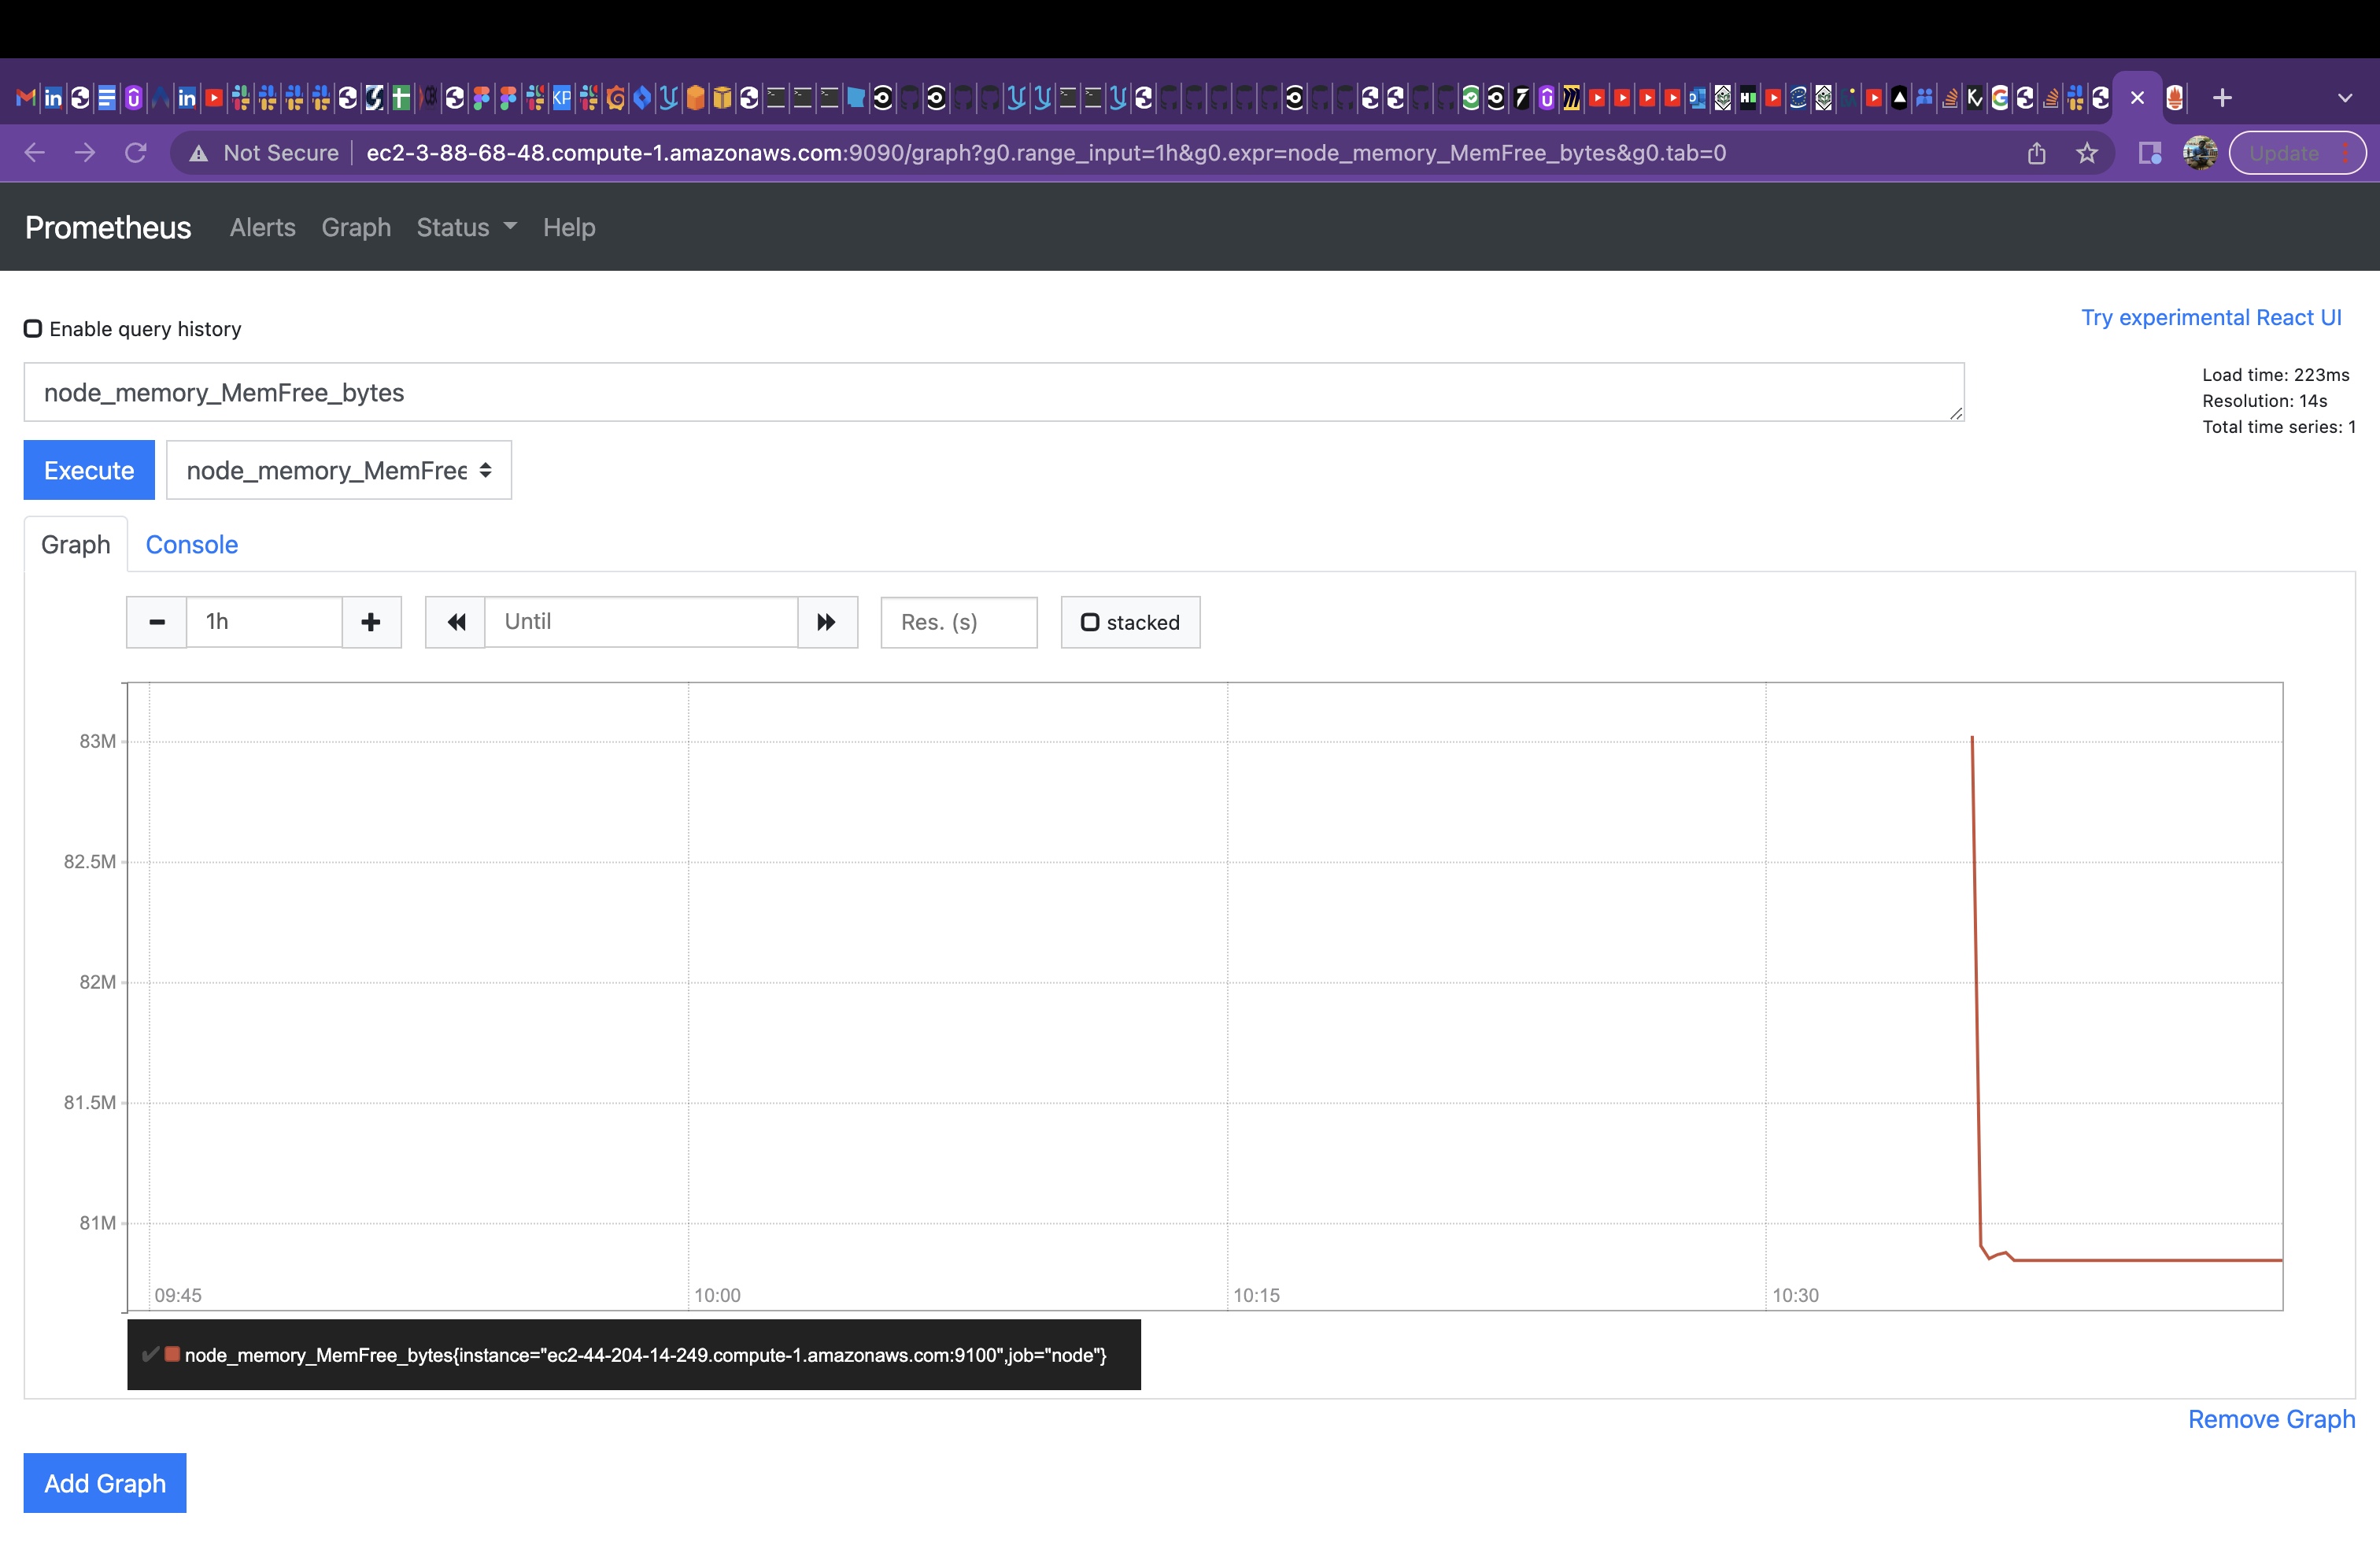 Not Secure ec2-3-88-68-48.compute-1.amazonaws.com:9090/graph?g0.range_input=1h&g0.expr=node_memory_MemFree_bytes&g0.tab=0 Update
Prometheus Alerts Graph Status Help
Enable query history
Try experimental React UI
node_memory_MemFree_bytes
Load time: 223ms
Resolution: 14s
Total time series: 1
Execute node_memory_MemFree
Graph Console
1h Until Res. (s) stacked
83M
82.5M
82M
81.5M
81M
09:45 10:00 10:15 10:30
node_memory_MemFree_bytes{instance="ec2-44-204-14-249.compute-1.amazonaws.com:9100",job="node"}
Remove Graph
Add Graph